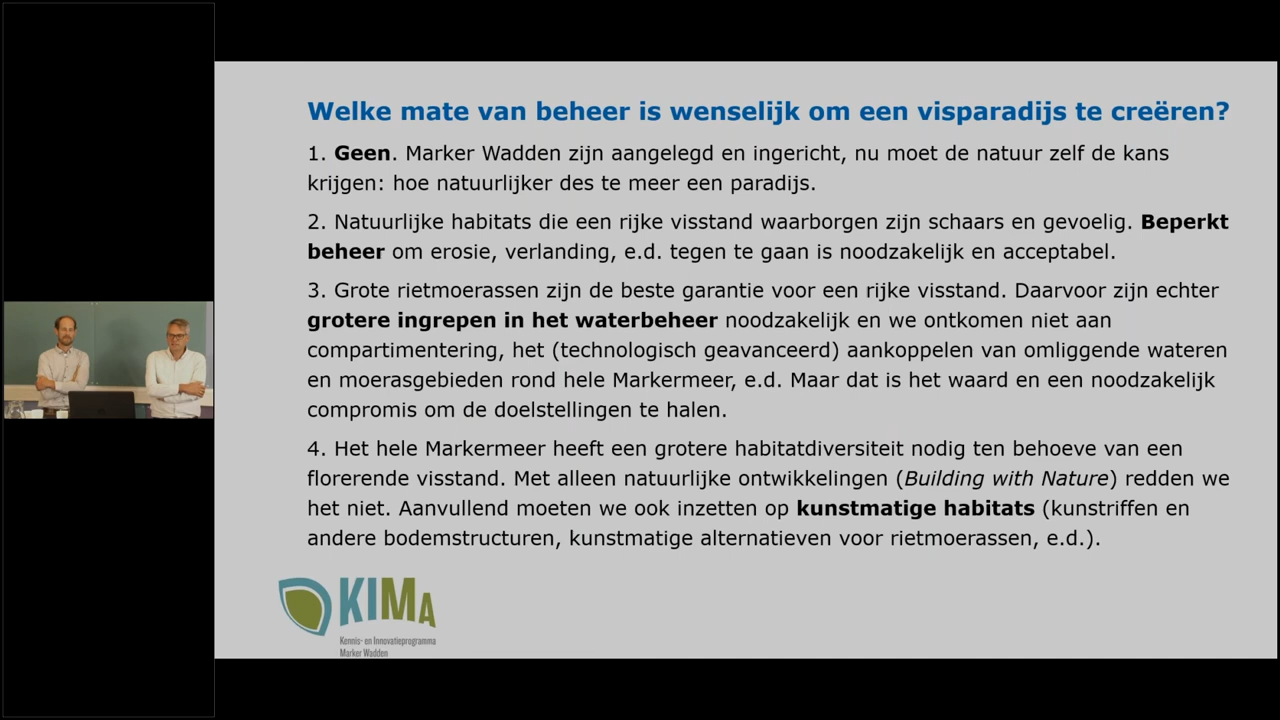 Welke mate van beheer is wenselijk om een visparadijs te creëren?
1. Geen. Marker Wadden zijn aangelegd en ingericht, nu moet de natuur zelf de kans
krijgen: hoe natuurlijker des te meer een paradijs.
2. Natuurlijke habitats die een rijke visstand waarborgen zijn schaars en gevoelig. Beperkt
beheer om erosie, verlanding, e.d. tegen te gaan is noodzakelijk en acceptabel.
3. Grote rietmoerassen zijn de beste garantie voor een rijke visstand. Daarvoor zijn echter
grotere ingrepen in het waterbeheer noodzakelijk en we ontkomen niet aan
compartimentering, het (technologisch geavanceerd) aankoppelen van omliggende wateren
en moerasgebieden rond hele Markermeer, e.d. Maar dat is het waard en een noodzakelijk
compromis om de doelstellingen te halen.
4. Het hele Markermeer heeft een grotere habitatdiversiteit nodig ten behoeve van een
florerende visstand. Met alleen natuurlijke ontwikkelingen (Building with Nature) redden we
het niet. Aanvullend moeten we ook inzetten op kunstmatige habitats (kunstriffen en
andere bodemstructuren, kunstmatige alternatieven voor rietmoerassen, e.d.).
KIMA
Kennis- en Innovatieprogramma
Marker Wadden